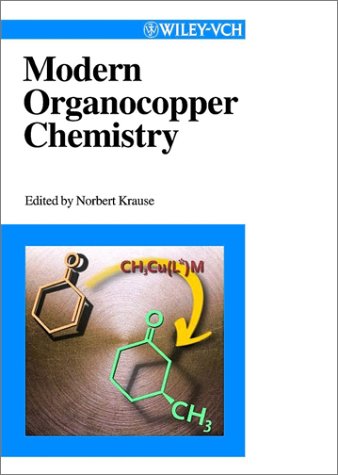 WILEY-VCH
Modern
Organocopper
Chemistry
Edited by Norbert Krause
O
CH₃Cu(L*)M
O
CH₃